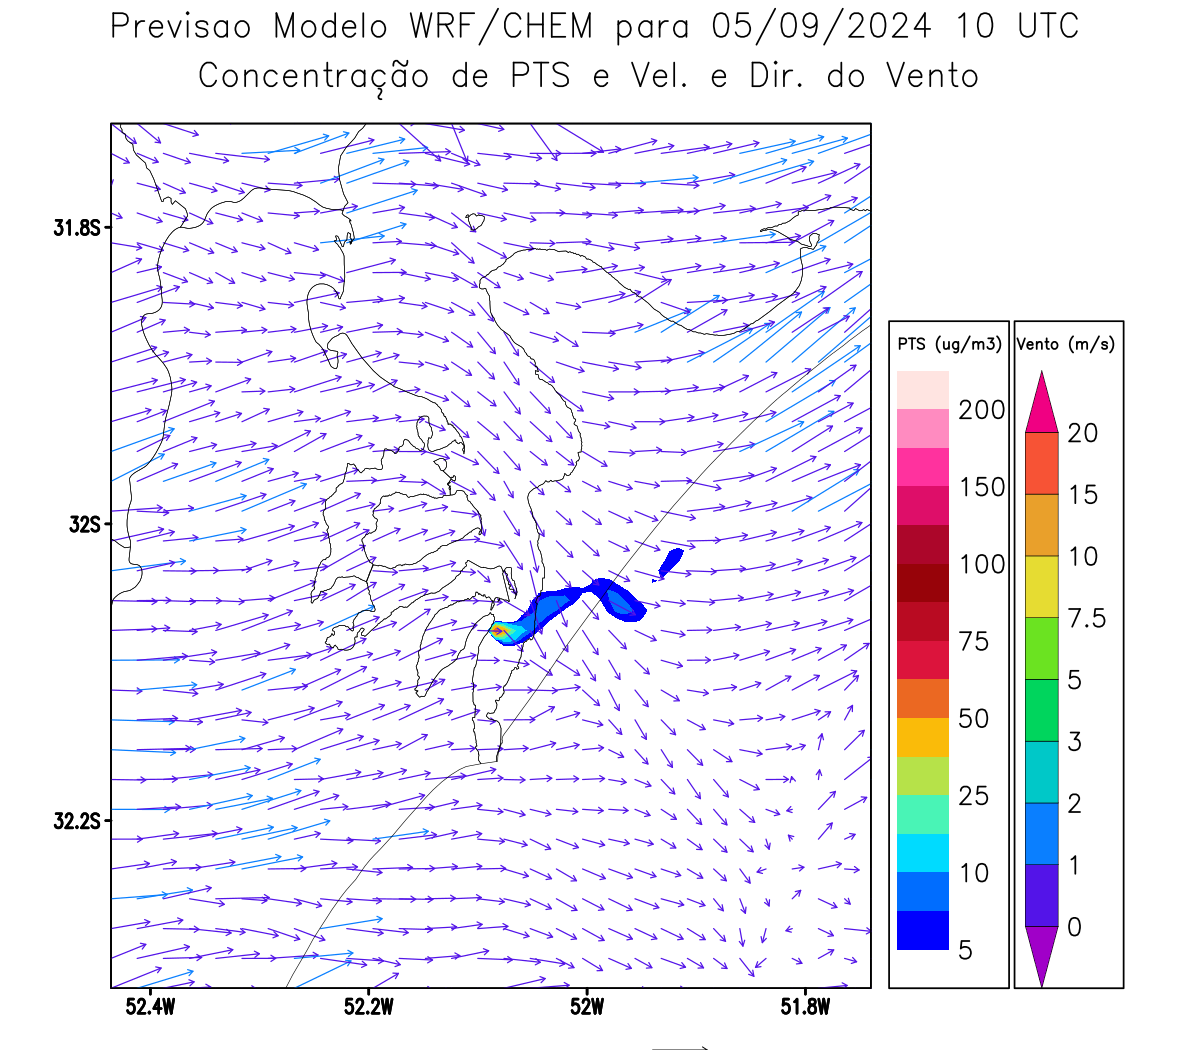 Previsao Modelo WRF/CHEM para 05/09/2024 10 UTC
Concentração de PTS e Vel. e Dir. do Vento
31.8S
32S
32.2S
52.4W
52.2W
52W
51.8W
PTS (ug/m3)
200
150
100
75
50
25
10
5
Vento (m/s)
20
15
10
7.5
5
3
2
1
0